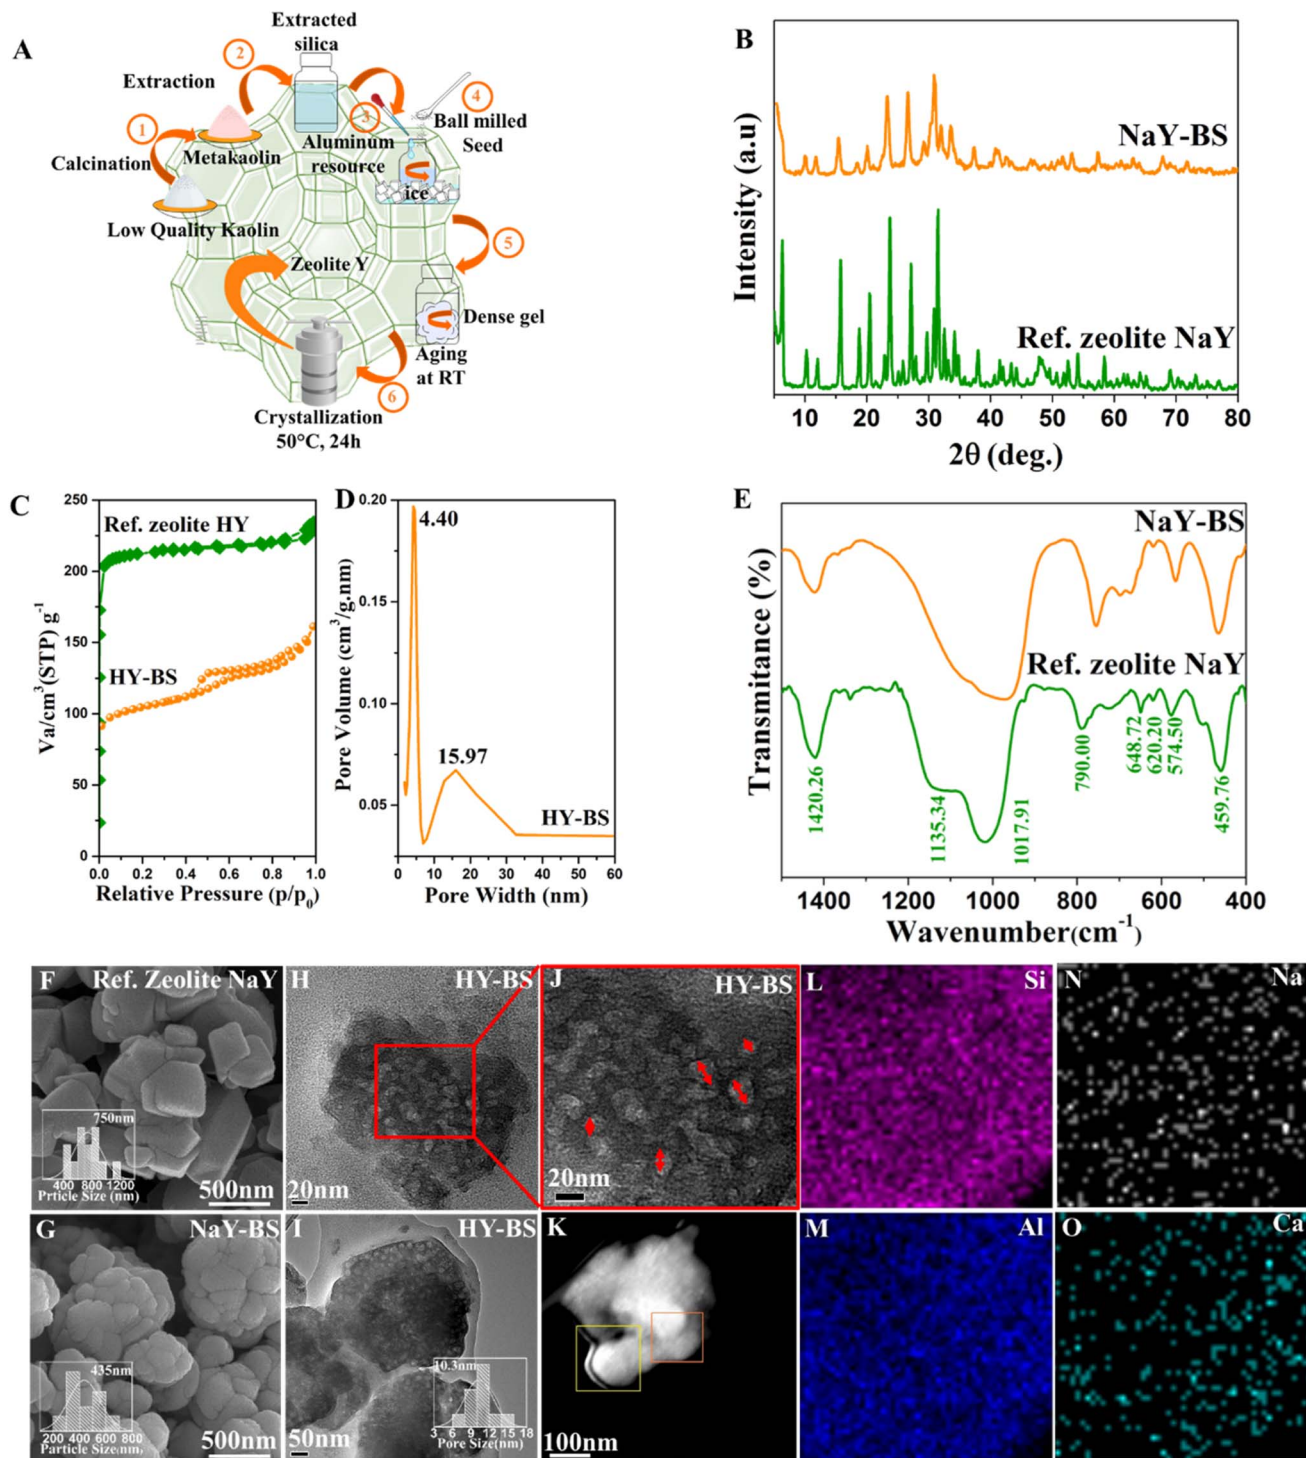 A
Extracted
silica
2
Extraction
1
Calcination
Metakaolin
3
4
Ball milled
Seed
Aluminum
resource
ice
Low Quality Kaolin
5
Zeolite Y
Dense gel
Aging
at RT
6
Crystallization
50°C, 24h
B
NaY-BS
Ref. zeolite NaY
Intensity (a.u)
10 20 30 40 50 60 70 80
2θ (deg.)
C
250
200
150
100
50
0
Ref. zeolite HY
HY-BS
Va/cm³(STP) g⁻¹
0.0 0.2 0.4 0.6 0.8 1.0
Relative Pressure (p/p₀)
D
0.20
0.15
0.10
0.05
4.40
15.97
HY-BS
Pore Volume (cm³/g.nm)
0 10 20 30 40 50 60
Pore Width (nm)
E
NaY-BS
Ref. zeolite NaY
Transmitance (%)
1420.26
1135.34
1017.91
790.00
648.72
620.20
574.50
459.76
1400 1200 1000 800 600 400
Wavenumber(cm⁻¹)
F Ref. Zeolite NaY
750nm
400 800 1200
Prticle Size (nm)
500nm
H HY-BS
20nm
J HY-BS
20nm
L Si
N Na
G NaY-BS
435nm
200 400 600 800
Particle Size(nm)
500nm
I HY-BS
10.3nm
3 6 9 12 15 18
Pore Size(nm)
50nm
K
100nm
M Al
O Ca